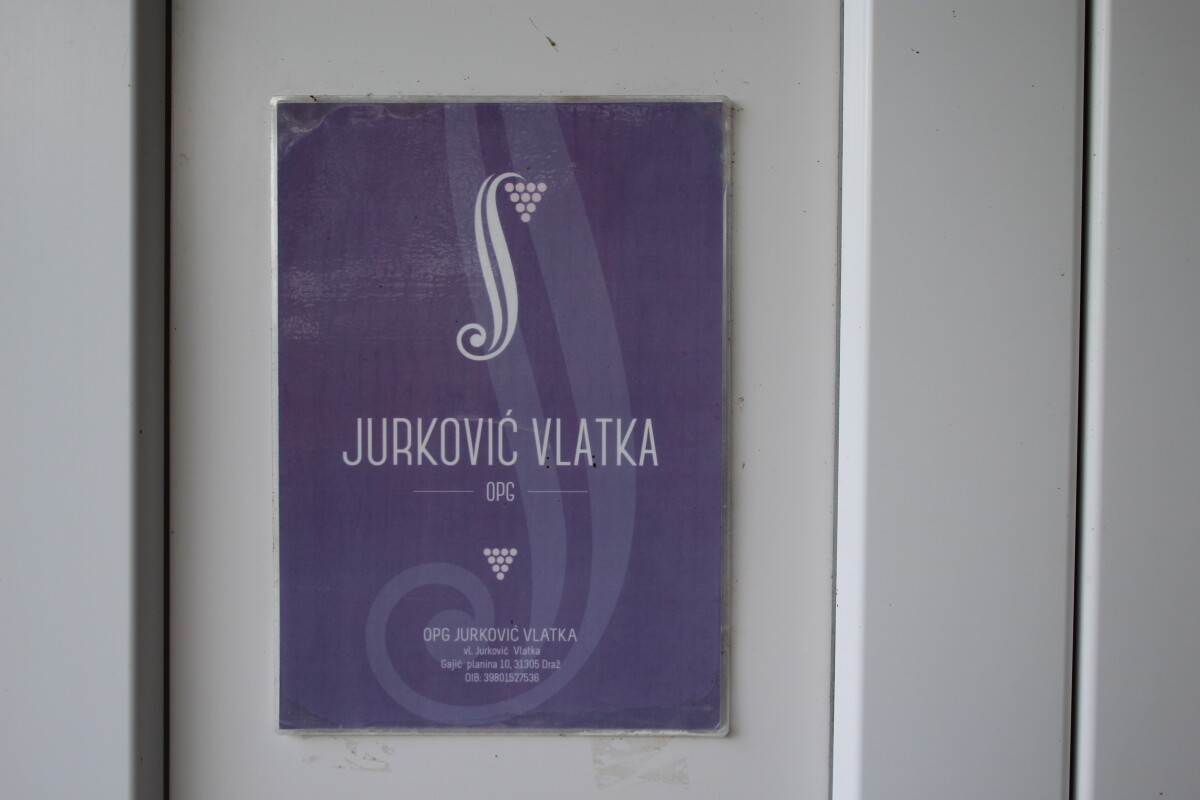 JURKOVIĆ VLATKA
OPG
OPG JURKOVIĆ VLATKA
vl. Jurković Vlatka
Gajić planina 10, 31305 Draž
OIB: 39801527536